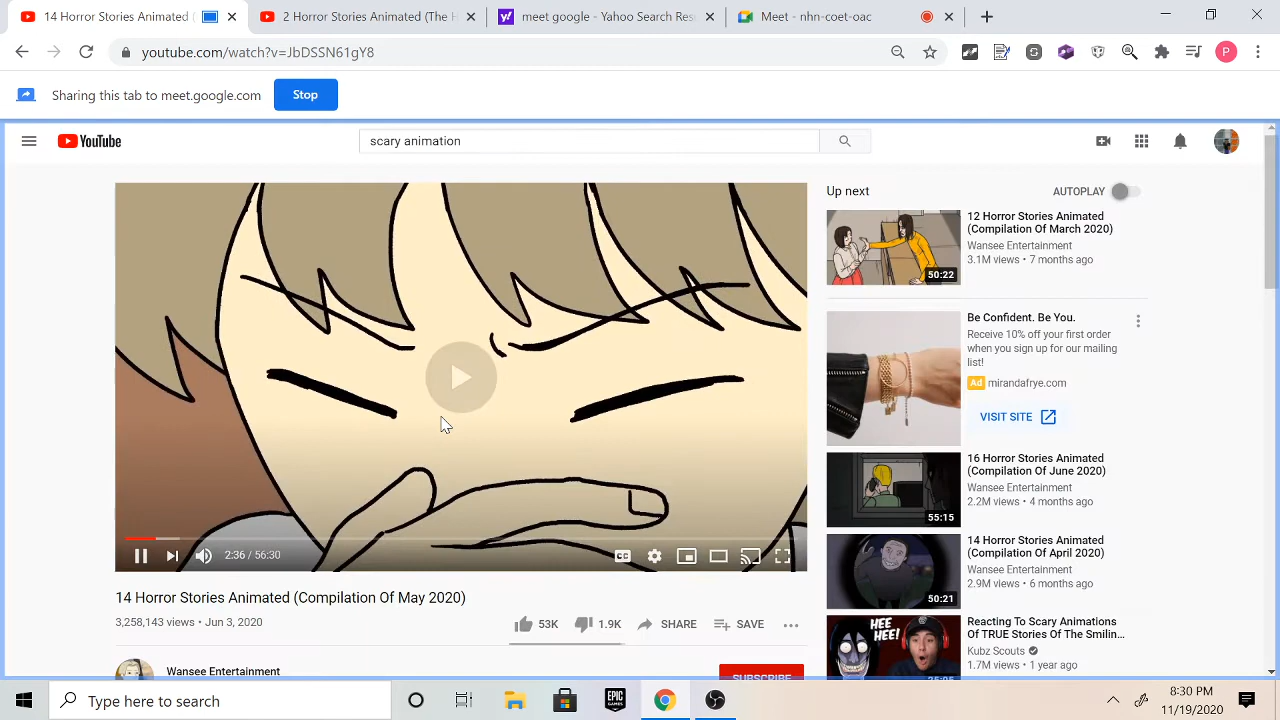 14 Horror Stories Animated (
2 Horror Stories Animated (The
meet google - Yahoo Search Res
Meet - nhn-coet-oac
youtube.com/watch?v=JbDSSN61gY8
P
Sharing this tab to meet.google.com
Stop
YouTube
scary animation
Up next
AUTOPLAY
12 Horror Stories Animated
(Compilation Of March 2020)
Wansee Entertainment
3.1M views • 7 months ago
50:22
Be Confident. Be You.
Receive 10% off your first order
when you sign up for our mailing
list!
Ad mirandafrye.com
VISIT SITE
16 Horror Stories Animated
(Compilation Of June 2020)
Wansee Entertainment
2.2M views • 4 months ago
55:15
14 Horror Stories Animated
(Compilation Of April 2020)
Wansee Entertainment
2.9M views • 6 months ago
50:21
Reacting To Scary Animations
Of TRUE Stories Of The Smilin...
Kubz Scouts
1.7M views • 1 year ago
25:05
HEE
HEE!
2:36 / 56:30
CC
14 Horror Stories Animated (Compilation Of May 2020)
3,258,143 views • Jun 3, 2020
53K
1.9K
SHARE
SAVE
Wansee Entertainment
SUBSCRIBE
Type here to search
EPIC
GAMES
8:30 PM
11/19/2020